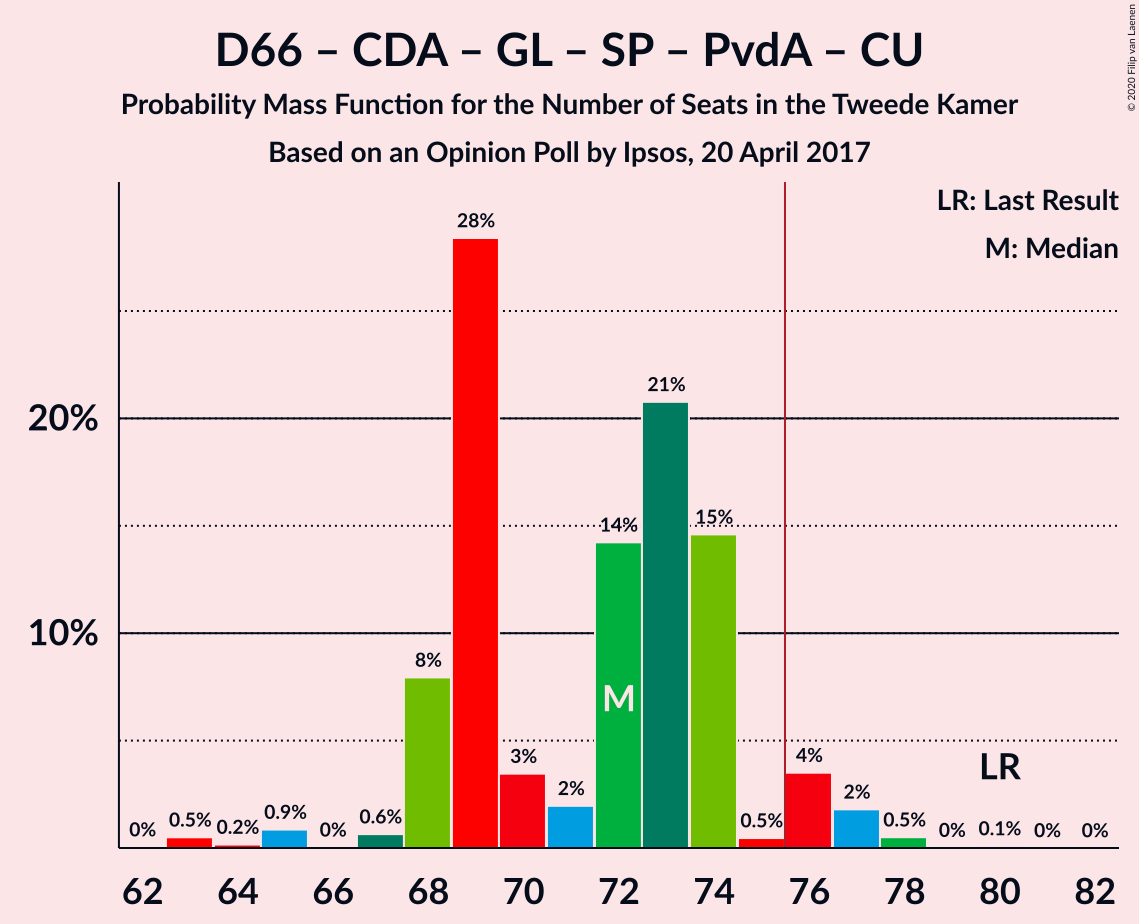 D66 – CDA – GL – SP – PvdA – CU
Probability Mass Function for the Number of Seats in the Tweede Kamer
Based on an Opinion Poll by Ipsos, 20 April 2017
© 2020 Filip van Laenen
LR: Last Result
M: Median
20%
10%
0%
0.5%
0.2%
0.9%
0%
0.6%
8%
28%
3%
2%
14%
21%
15%
0.5%
4%
2%
0.5%
0%
0.1%
0%
0%
M
LR
62 64 66 68 70 72 74 76 78 80 82